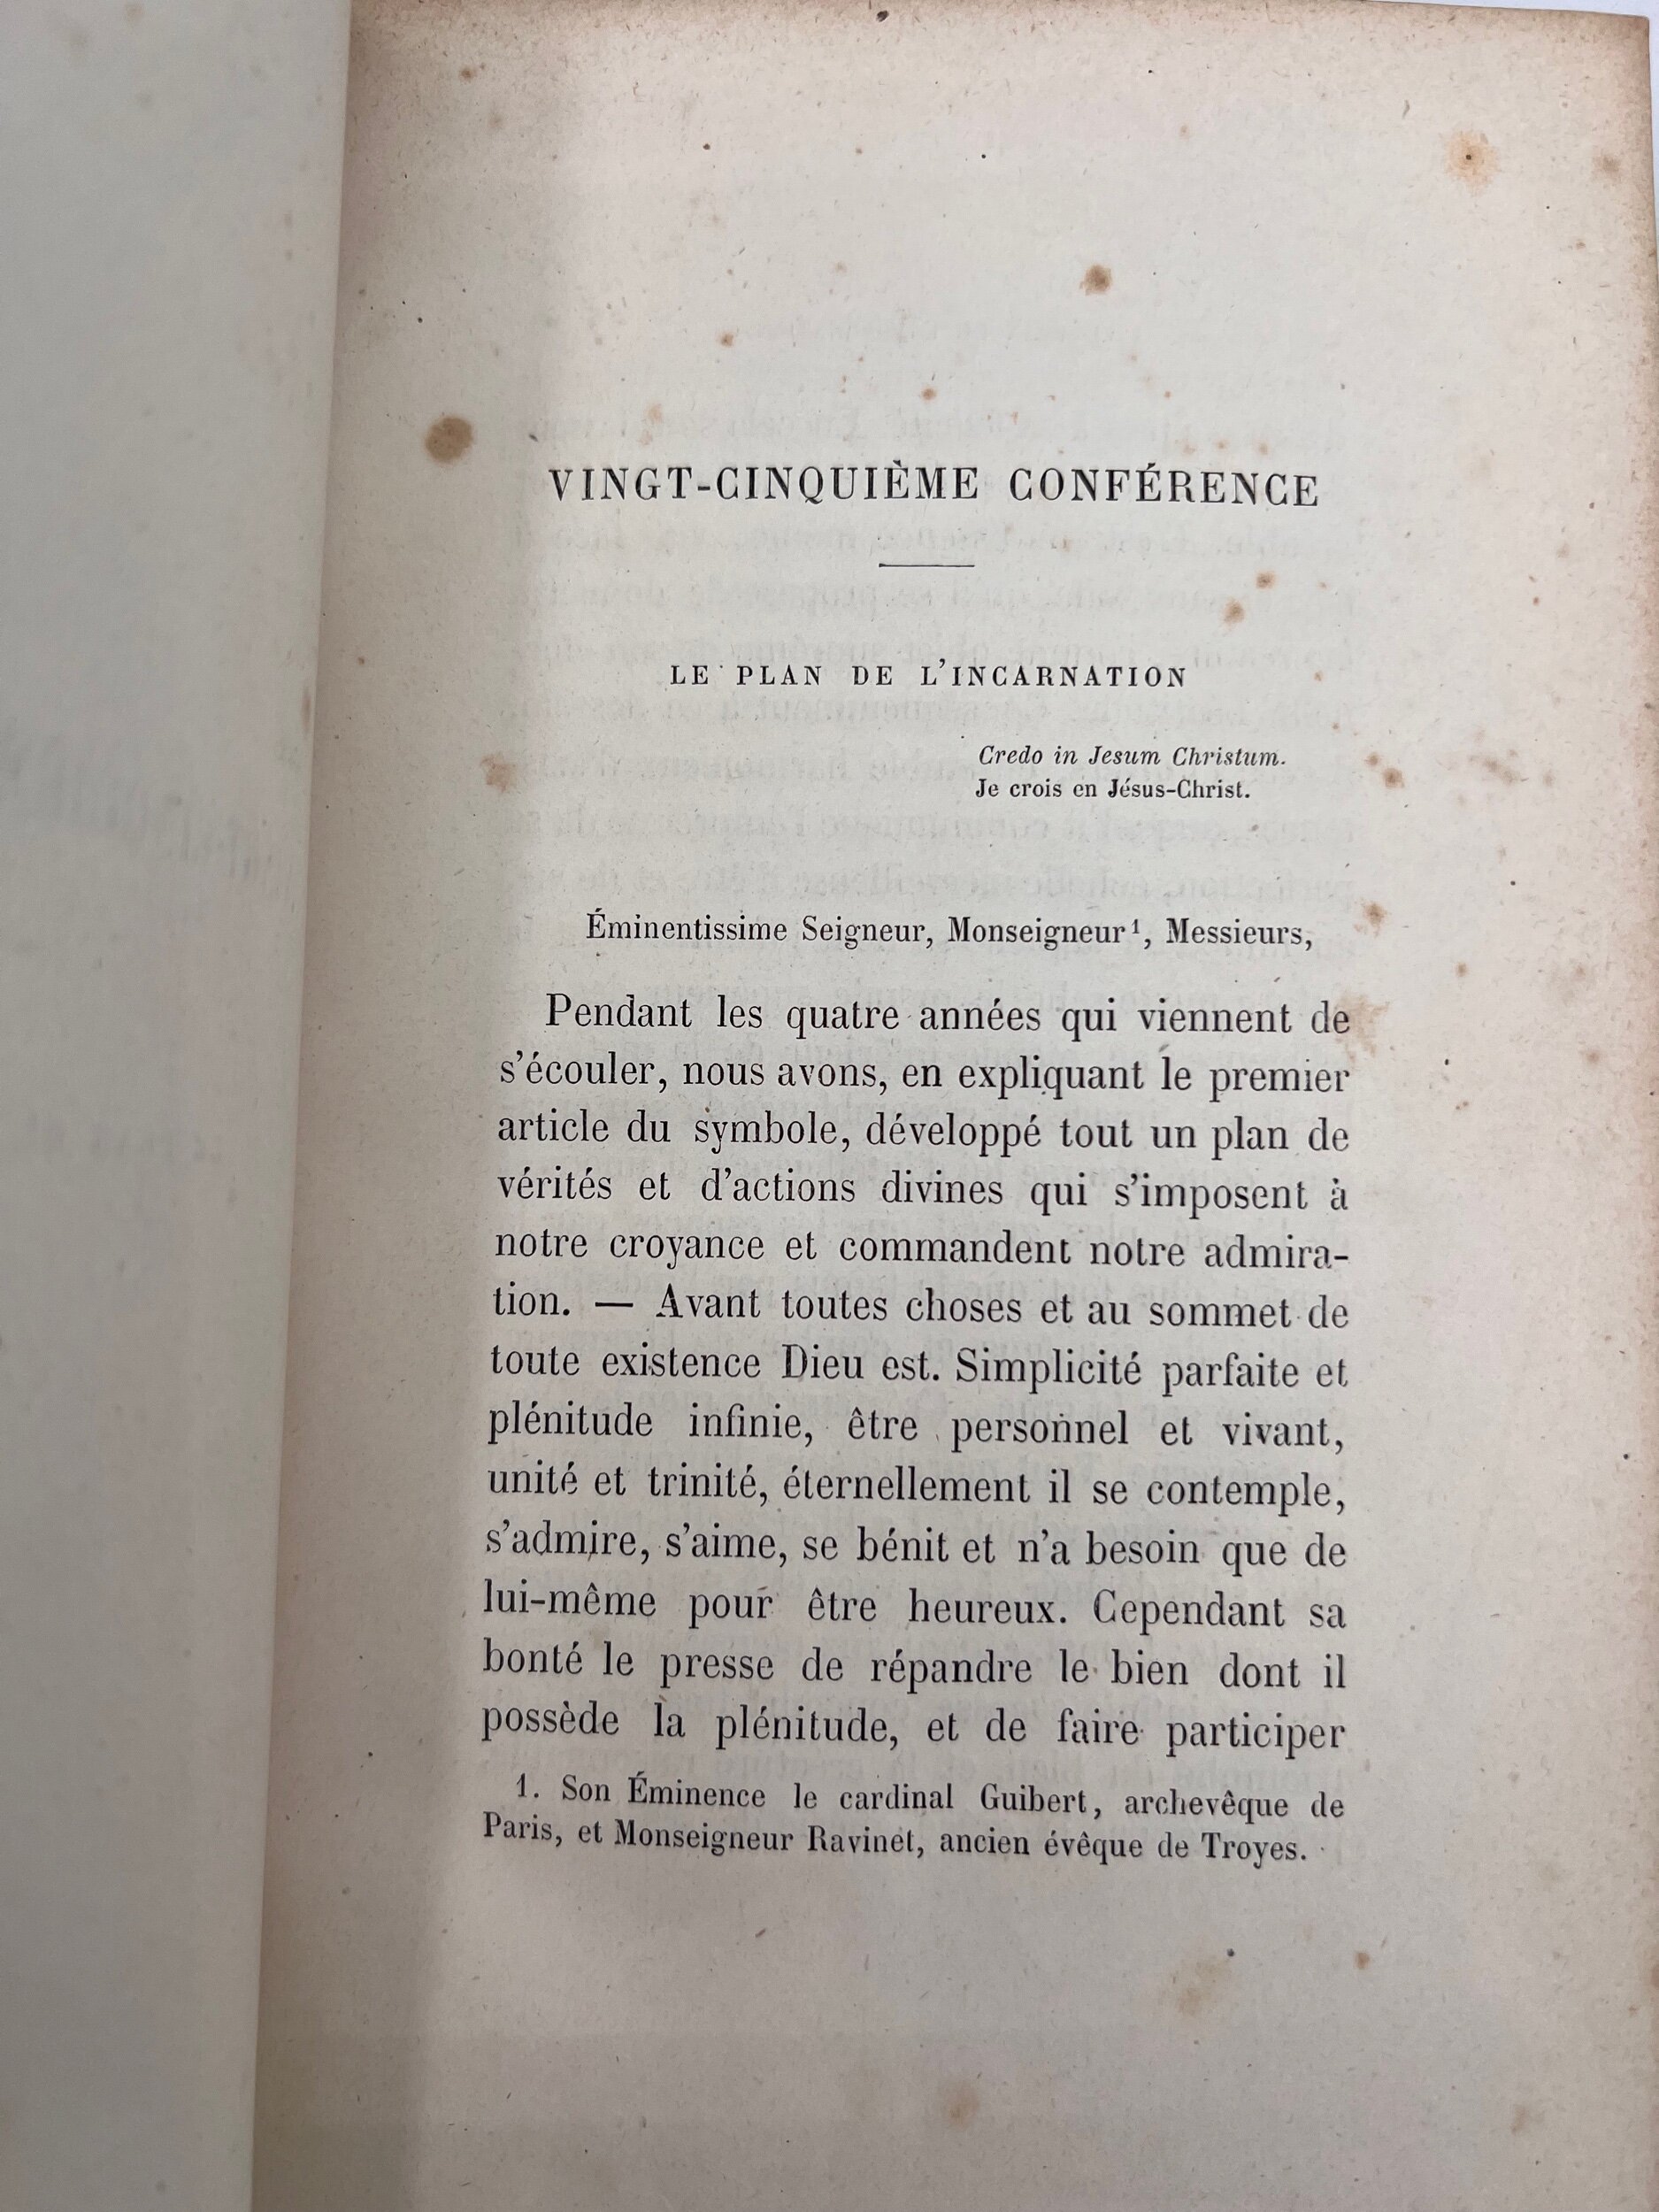 VINGT-CINQUIÈME CONFÉRENCE
LE PLAN DE L'INCARNATION
Credo in Jesum Christum.
Je crois en Jésus-Christ.
Éminentissime Seigneur, Monseigneur¹, Messieurs,
Pendant les quatre années qui viennent de
s'écouler, nous avons, en expliquant le premier
article du symbole, développé tout un plan de
vérités et d'actions divines qui s'imposent à
notre croyance et commandent notre admira-
tion. — Avant toutes choses et au sommet de
toute existence Dieu est. Simplicité parfaite et
plénitude infinie, être personnel et vivant,
unité et trinité, éternellement il se contemple,
s'admire, s'aime, se bénit et n'a besoin que de
lui-même pour être heureux. Cependant sa
bonté le presse de répandre le bien dont il
possède la plénitude, et de faire participer
1. Son Éminence le cardinal Guibert, archevêque de
Paris, et Monseigneur Ravinet, ancien évêque de Troyes.